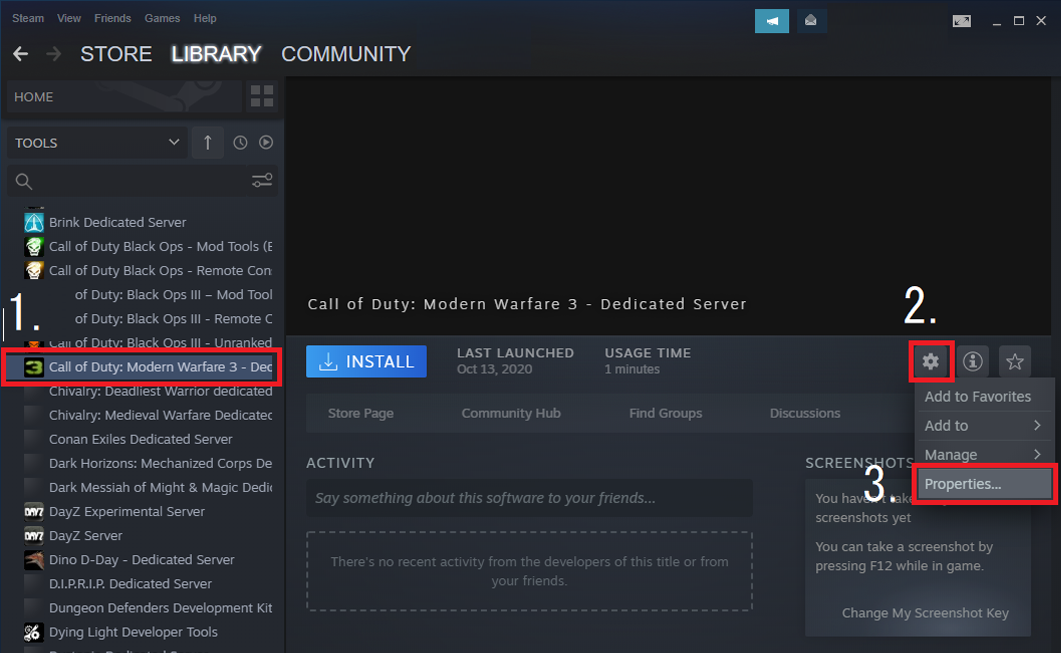 Steam View Friends Games Help
STORE LIBRARY COMMUNITY
HOME
TOOLS
Brink Dedicated Server
Call of Duty Black Ops - Mod Tools (
Call of Duty Black Ops - Remote Con
of Duty: Black Ops III – Mod Tool
1.
of Duty: Black Ops III - Remote C
of Duty: Black Ops III - Unranked
Call of Duty: Modern Warfare 3 - Dec
Chivalry: Deadliest Warrior dedicated
Chivalry: Medieval Warfare Dedicated
Conan Exiles Dedicated Server
Dark Horizons: Mechanized Corps De
Dark Messiah of Might & Magic Dedi
DayZ Experimental Server
DayZ Server
Dino D-Day - Dedicated Server
D.I.P.R.I.P. Dedicated Server
Dungeon Defenders Development Kit
Dying Light Developer Tools
Call of Duty: Modern Warfare 3 - Dedicated Server
2.
INSTALL
LAST LAUNCHED
Oct 13, 2020
USAGE TIME
1 minutes
Store Page Community Hub Find Groups Discussions
Add to Favorites
Add to
Manage
3.
Properties...
ACTIVITY
Say something about this software to your friends...
There's no recent activity from the developers of this title or from
your friends.
SCREENSHOTS
You haven't
screenshots yet
You can take a screenshot by
pressing F12 while in game.
Change My Screenshot Key